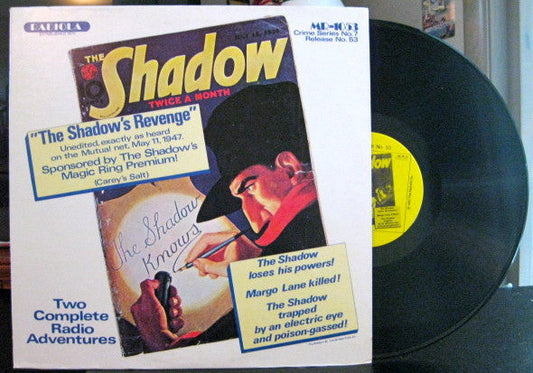 RADIOLA
MR-1053
Crime Series No. 7
Release No. 53
THE
Shadow
TWICE A MONTH
"The Shadow's Revenge"
Unedited, exactly as heard
on the Mutual net, May 11, 1947.
Sponsored by The Shadow's
Magic Ring Premium!
(Carey's Salt)
The Shadow
Knows
The Shadow
loses his powers!
Margo Lane killed!
The Shadow
trapped
by an electric eye
and poison-gassed!
Two
Complete
Radio
Adventures
Shadow